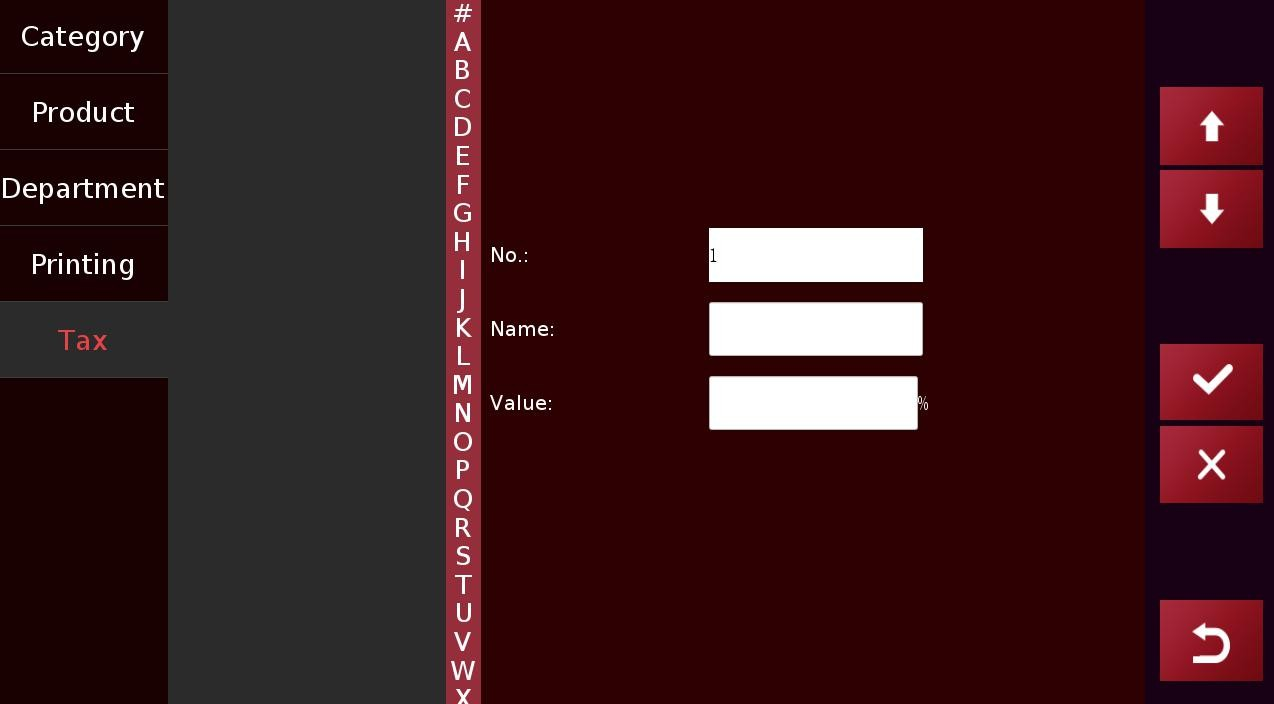 Category
Product
Department
Printing
Tax
#
A
B
C
D
E
F
G
H
I
J
K
L
M
N
O
P
Q
R
S
T
U
V
W
X
No.:
1
Name:
Value:
%